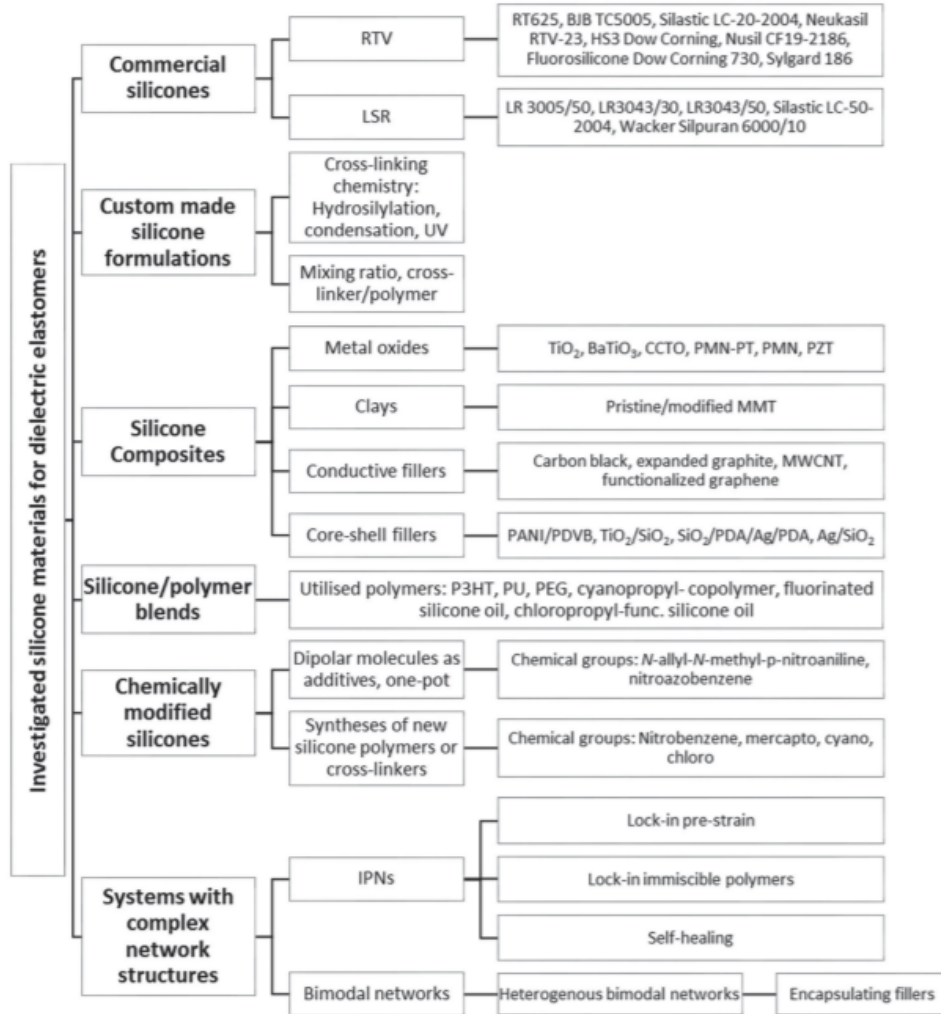 Investigated silicone materials for dielectric elastomers
Commercial
silicones
RTV
RT625, BJB TC5005, Silastic LC-20-2004, Neukasil
RTV-23, HS3 Dow Corning, Nusil CF19-2186,
Fluorosilicone Dow Corning 730, Sylgard 186
LSR
LR 3005/50, LR3043/30, LR3043/50, Silastic LC-50-
2004, Wacker Silpuran 6000/10
Custom made
silicone
formulations
Cross-linking
chemistry:
Hydrosilylation,
condensation, UV
Mixing ratio, cross-
linker/polymer
Silicone
Composites
Metal oxides
TiO₂, BaTiO₃, CCTO, PMN-PT, PMN, PZT
Clays
Pristine/modified MMT
Conductive fillers
Carbon black, expanded graphite, MWCNT,
functionalized graphene
Core-shell fillers
PANI/PDVB, TiO₂/SiO₂, SiO₂/PDA/Ag/PDA, Ag/SiO₂
Silicone/polymer
blends
Utilised polymers: P3HT, PU, PEG, cyanopropyl- copolymer, fluorinated
silicone oil, chloropropyl-func. silicone oil
Chemically
modified
silicones
Dipolar molecules as
additives, one-pot
Chemical groups: N-allyl-N-methyl-p-nitroaniline,
nitroazobenzene
Syntheses of new
silicone polymers or
cross-linkers
Chemical groups: Nitrobenzene, mercapto, cyano,
chloro
Systems with
complex
network
structures
IPNs
Lock-in pre-strain
Lock-in immiscible polymers
Self-healing
Bimodal networks
Heterogenous bimodal networks
Encapsulating fillers